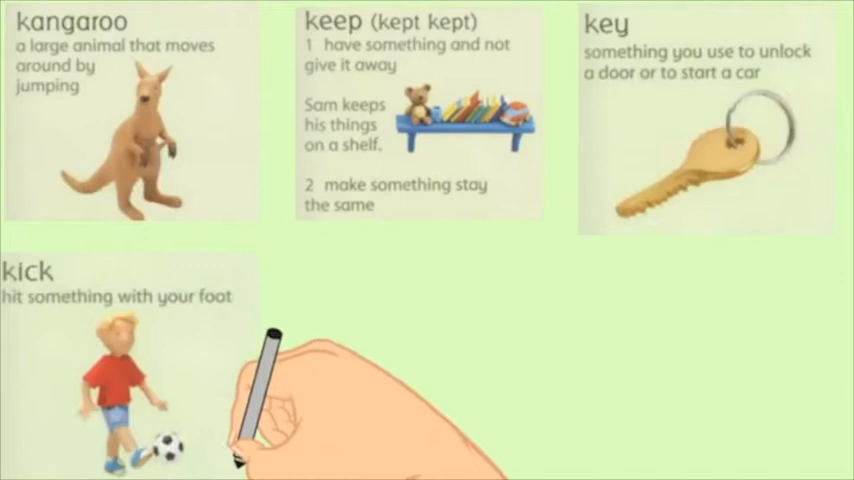 kangaroo
a large animal that moves
around by
jumping
keep (kept kept)
1 have something and not
give it away
Sam keeps
his things
on a shelf.
2 make something stay
the same
key
something you use to unlock
a door or to start a car
kick
hit something with your foot